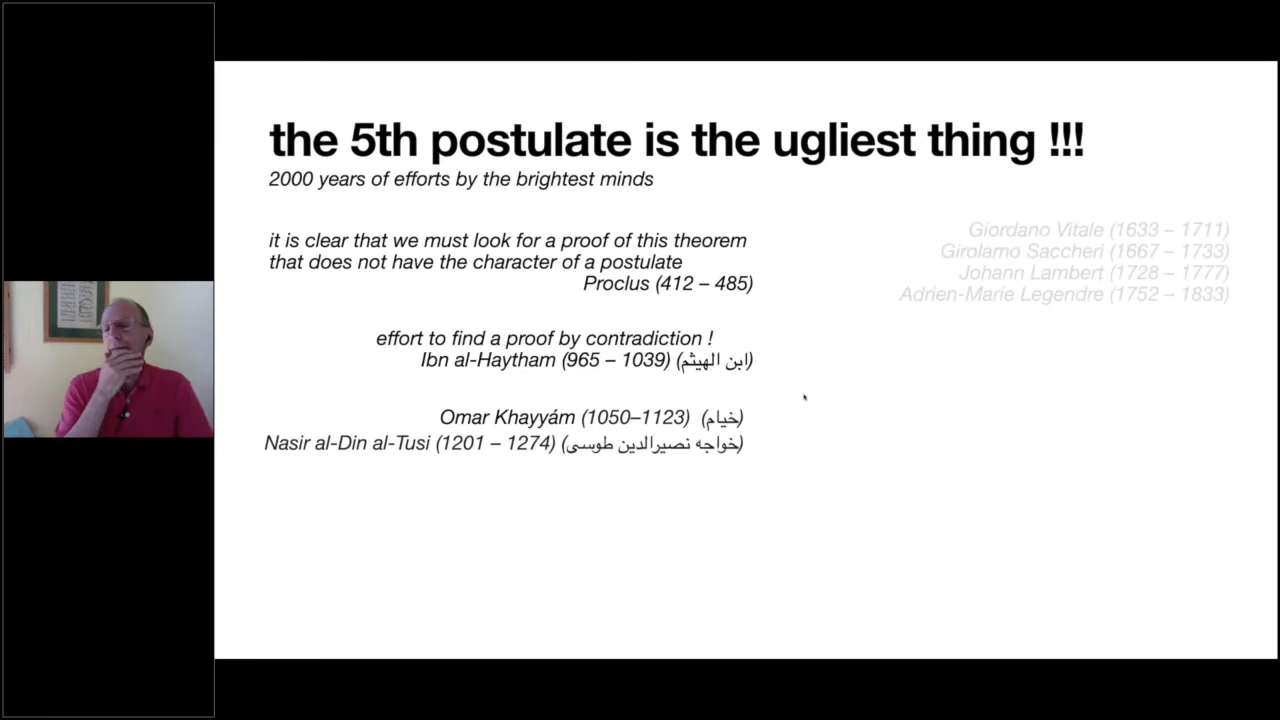 the 5th postulate is the ugliest thing !!!
2000 years of efforts by the brightest minds
it is clear that we must look for a proof of this theorem
that does not have the character of a postulate
Proclus (412 – 485)
effort to find a proof by contradiction !
Ibn al-Haytham (965 – 1039) (ابن الهيثم)
Omar Khayyám (1050–1123) (خیام)
Nasir al-Din al-Tusi (1201 – 1274) (خواجه نصیرالدین طوسی)
Giordano Vitale (1633 – 1711)
Girolamo Saccheri (1667 – 1733)
Johann Lambert (1728 – 1777)
Adrien-Marie Legendre (1752 – 1833)